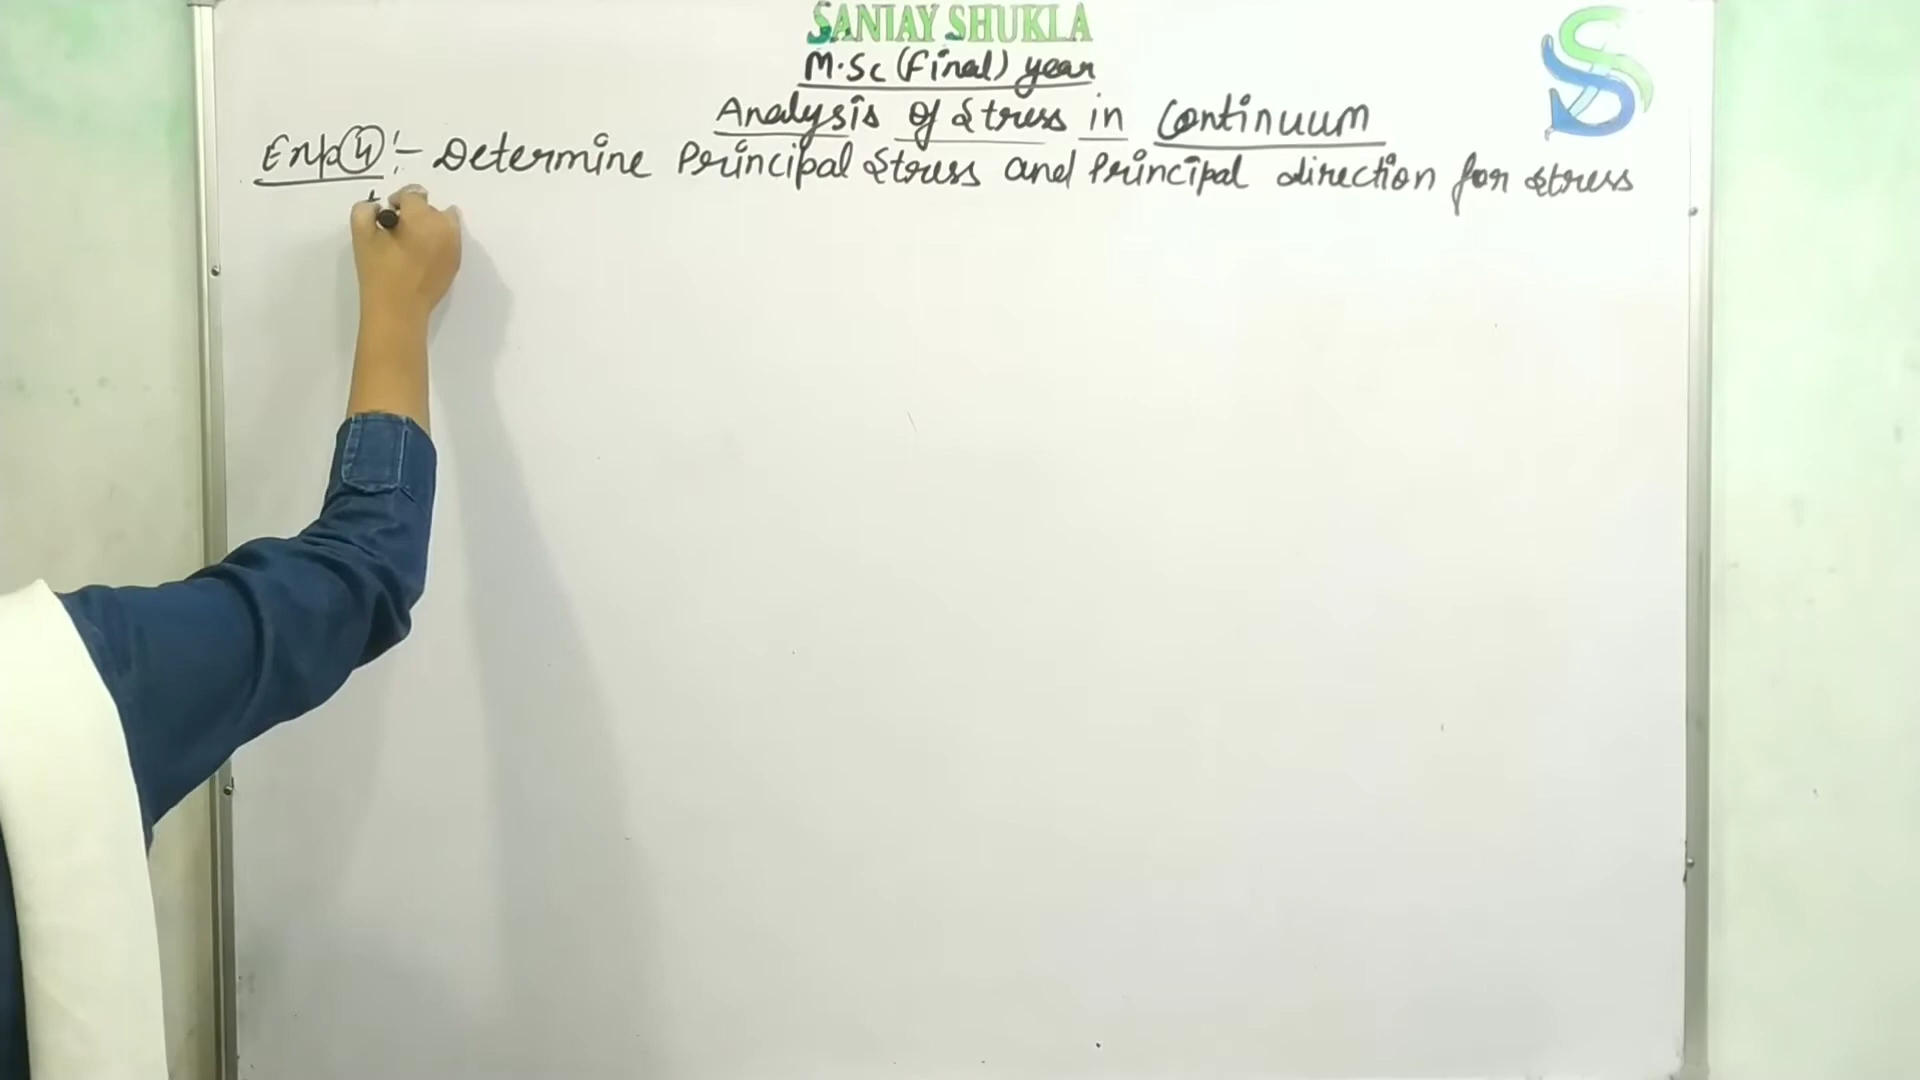 SANJAY SHUKLA
M.Sc (Final) year
Analysis of Stress in Continuum
Exp (4) :- Determine Principal Stress and Principal direction for stress
t